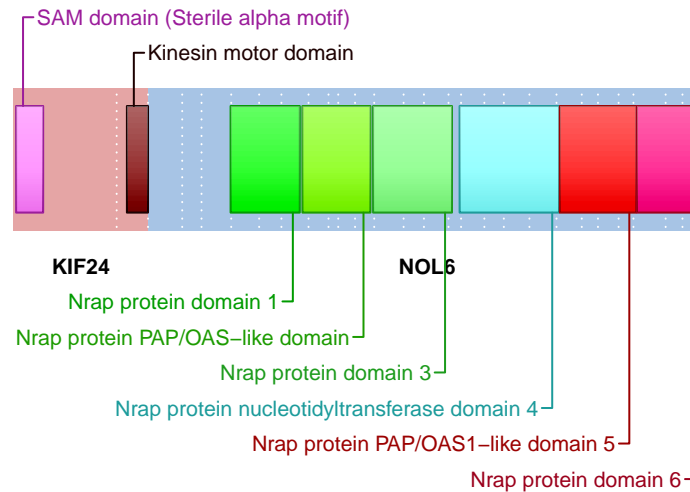 SAM domain (Sterile alpha motif)
Kinesin motor domain
KIF24
NOL6
Nrap protein domain 1
Nrap protein PAP/OAS−like domain
Nrap protein domain 3
Nrap protein nucleotidyltransferase domain 4
Nrap protein PAP/OAS1−like domain 5
Nrap protein domain 6